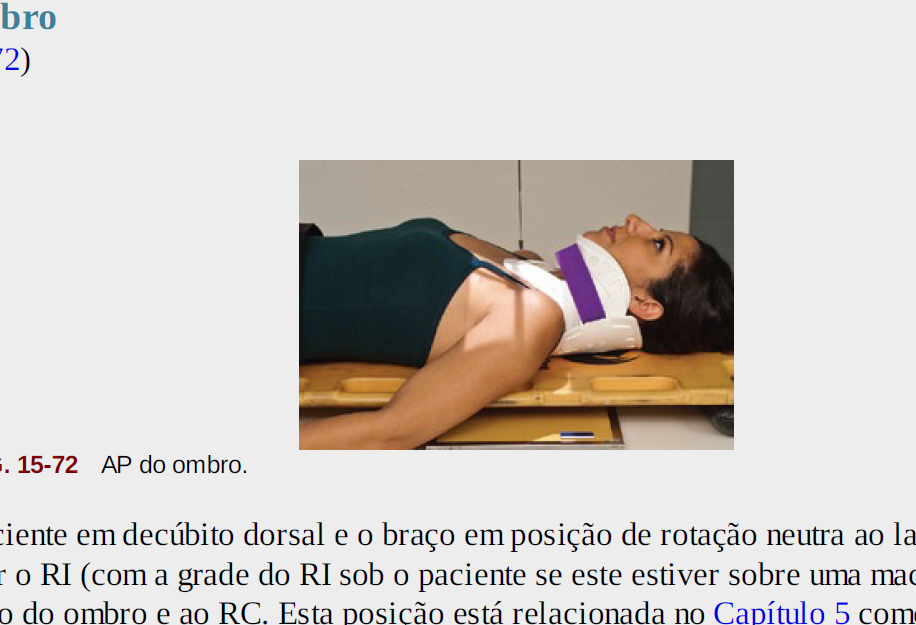 bro
72)
G. 15-72 AP do ombro.
ciente em decúbito dorsal e o braço em posição de rotação neutra ao la
r o RI (com a grade do RI sob o paciente se este estiver sobre uma mac
o do ombro e ao RC. Esta posição está relacionada no Capítulo 5 com